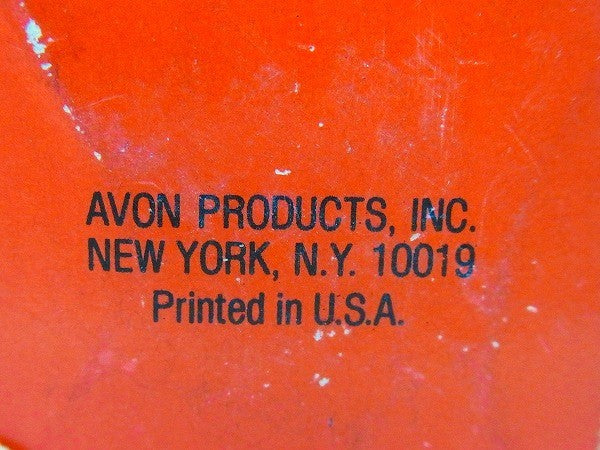 AVON PRODUCTS, INC.
NEW YORK, N.Y. 10019
Printed in U.S.A.